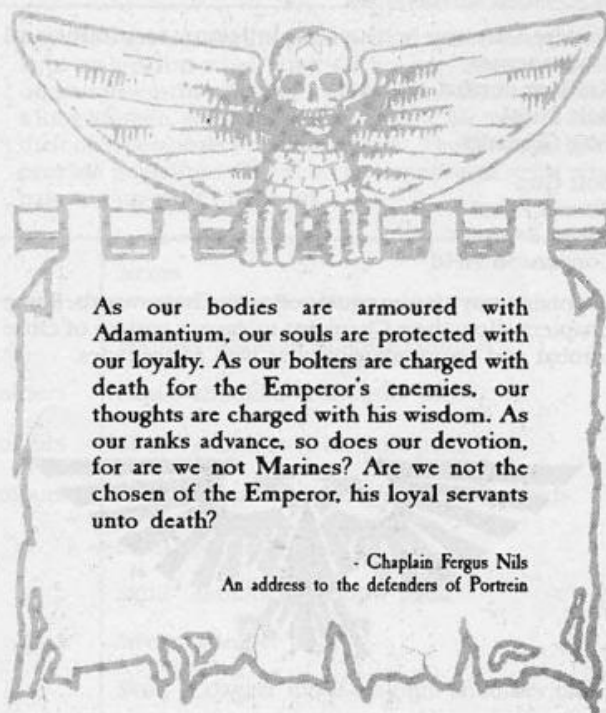 As our bodies are armoured with
Adamantium, our souls are protected with
our loyalty. As our bolters are charged with
death for the Emperor's enemies, our
thoughts are charged with his wisdom. As
our ranks advance, so does our devotion,
for are we not Marines? Are we not the
chosen of the Emperor, his loyal servants
unto death?
- Chaplain Fergus Nils
An address to the defenders of Portrein